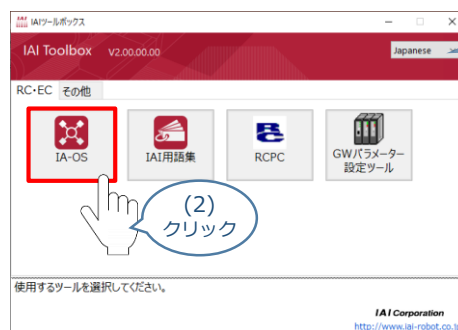 IAIツールボックス
IAI Toolbox V2.00.00.00
Japanese
RC・EC その他
IA-OS
IAI用語集
RCPC
GWパラメーター
設定ツール
(2)
クリック
使用するツールを選択してください。
IAI Corporation
http://www.iai-robot.co.jp